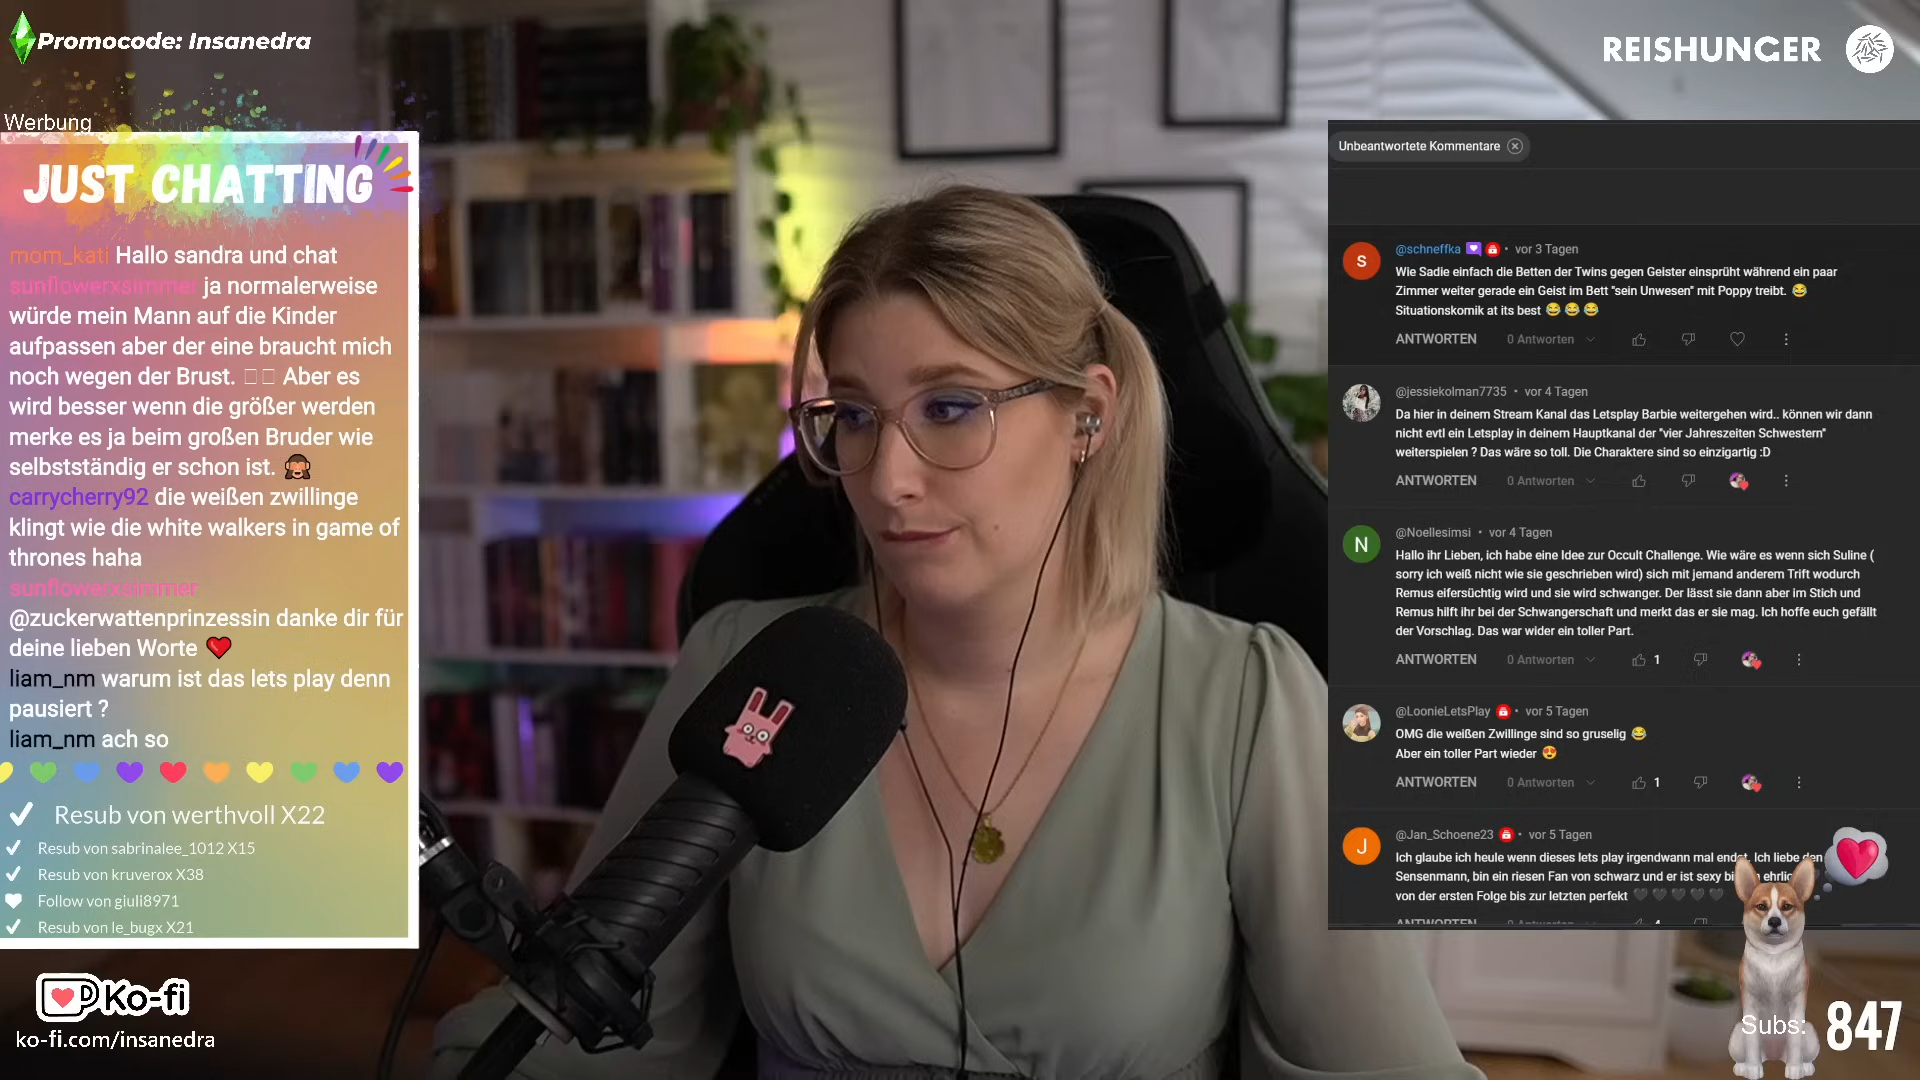 Promocode: Insanedra
REISHUNGER
Werbung
JUST CHATTING
mom_kati Hallo sandra und chat
sunflowerxsimmer ja normalerweise
würde mein Mann auf die Kinder
aufpassen aber der eine braucht mich
noch wegen der Brust. Aber es
wird besser wenn die größer werden
merke es ja beim großen Bruder wie
selbstständig er schon ist. 🙈
carrycherry92 die weißen zwillinge
klingt wie die white walkers in game of
thrones haha
sunflowerxsimmer
@zuckerwattenprinzessin danke dir für
deine lieben Worte ❤️
liam_nm warum ist das lets play denn
pausiert ?
liam_nm ach so
Resub von werthvoll X22
Resub von sabrinalee_1012 X15
Resub von kruverox X38
Follow von giuli8971
Resub von le_bugx X21
Ko-fi
ko-fi.com/insanedra
Unbeantwortete Kommentare
S
@schneffka • vor 3 Tagen
Wie Sadie einfach die Betten der Twins gegen Geister einsprüht während ein paar
Zimmer weiter gerade ein Geist im Bett "sein Unwesen" mit Poppy treibt. 😂
Situationskomik at its best 😂 😂 😂
ANTWORTEN 0 Antworten
@jessiekolman7735 • vor 4 Tagen
Da hier in deinem Stream Kanal das Letsplay Barbie weitergehen wird.. können wir dann
nicht evtl ein Letsplay in deinem Hauptkanal der "vier Jahreszeiten Schwestern"
weiterspielen ? Das wäre so toll. Die Charaktere sind so einzigartig :D
ANTWORTEN 0 Antworten
N
@Noellesimsi • vor 4 Tagen
Hallo ihr Lieben, ich habe eine Idee zur Occult Challenge. Wie wäre es wenn sich Suline (
sorry ich weiß nicht wie sie geschrieben wird) sich mit jemand anderem Trift wodurch
Remus eifersüchtig wird und sie wird schwanger. Der lässt sie dann aber im Stich und
Remus hilft ihr bei der Schwangerschaft und merkt das er sie mag. Ich hoffe euch gefällt
der Vorschlag. Das war wider ein toller Part.
ANTWORTEN 0 Antworten 1
@LoonieLetsPlay • vor 5 Tagen
OMG die weißen Zwillinge sind so gruselig 😂
Aber ein toller Part wieder 😍
ANTWORTEN 0 Antworten 1
J
@Jan_Schoene23 • vor 5 Tagen
Ich glaube ich heule wenn dieses lets play irgendwann mal endet. Ich liebe den
Sensenmann, bin ein riesen Fan von schwarz und er ist sexy
von der ersten Folge bis zur letzten perfekt 🖤 🖤 🖤 🖤 🖤
ANTWORTEN
Subs: 847